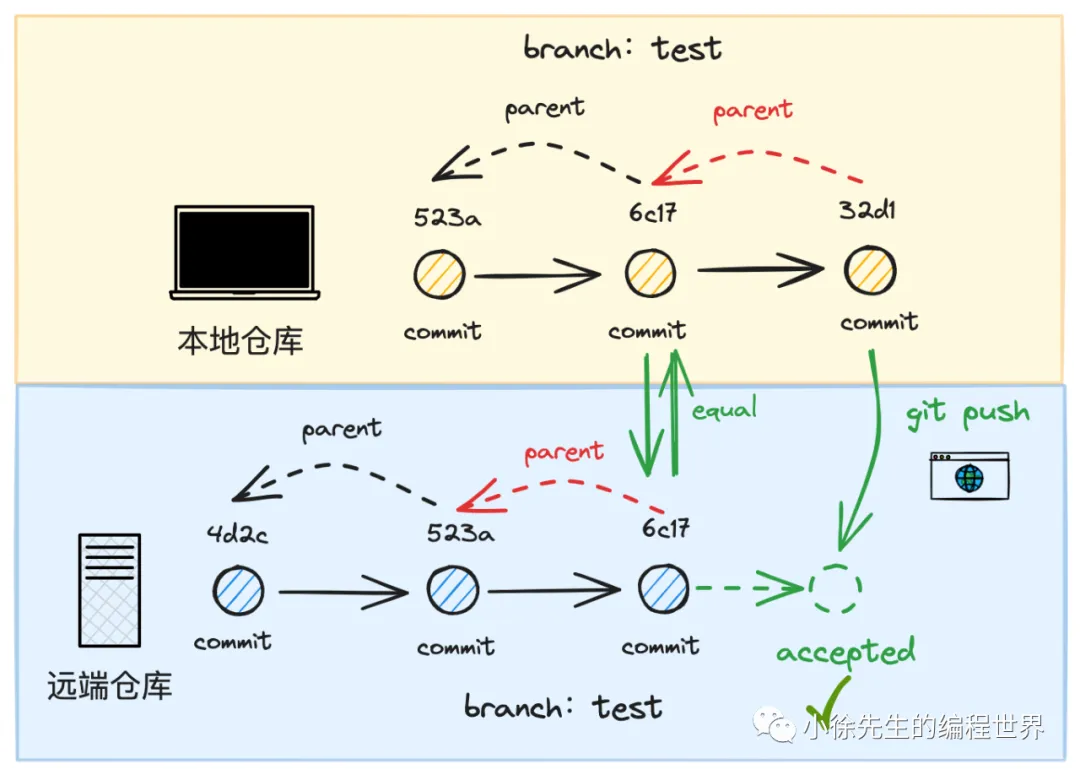 branch: test
parent
parent
523a
6c17
32d1
commit
commit
commit
本地仓库
equal
git push
parent
parent
4d2c
523a
6c17
commit
commit
commit
accepted
远端仓库
branch: test
小徐先生的编程世界